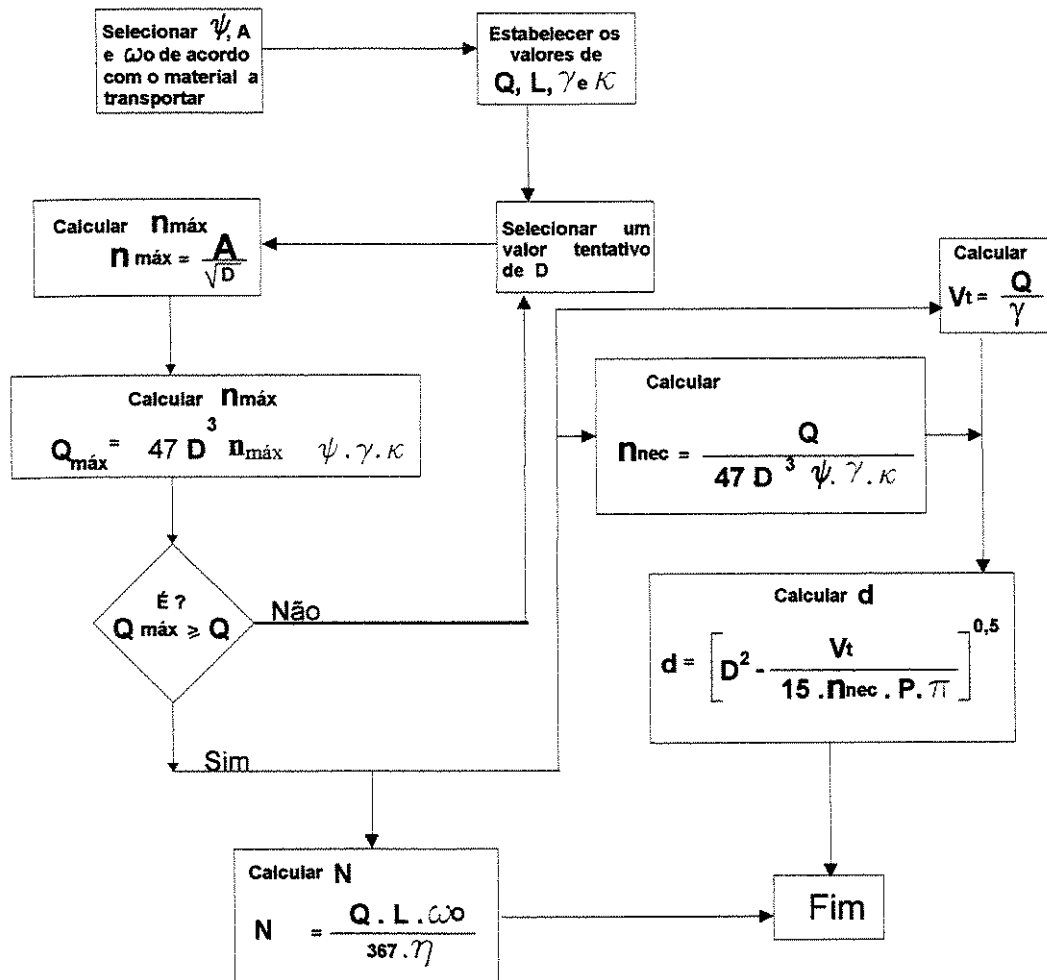 Selecionar ψ, A
e ωo de acordo
com o material a
transportar
Estabelecer os
valores de
Q, L, γ e κ
Calcular nmáx
n máx = A / √D
Selecionar um
valor tentativo
de D
Calcular
Vt = Q / γ
Calcular nmáx
Qmáx = 47 D³ nmáx ψ . γ . κ
Calcular
nnec = Q / 47 D³ ψ . γ . κ
É ?
Q máx ≥ Q
Não
Calcular d
d = [D² - Vt / 15 . nnec . P . π]^0,5
Sim
Calcular N
N = Q . L . ωo / 367 . η
Fim